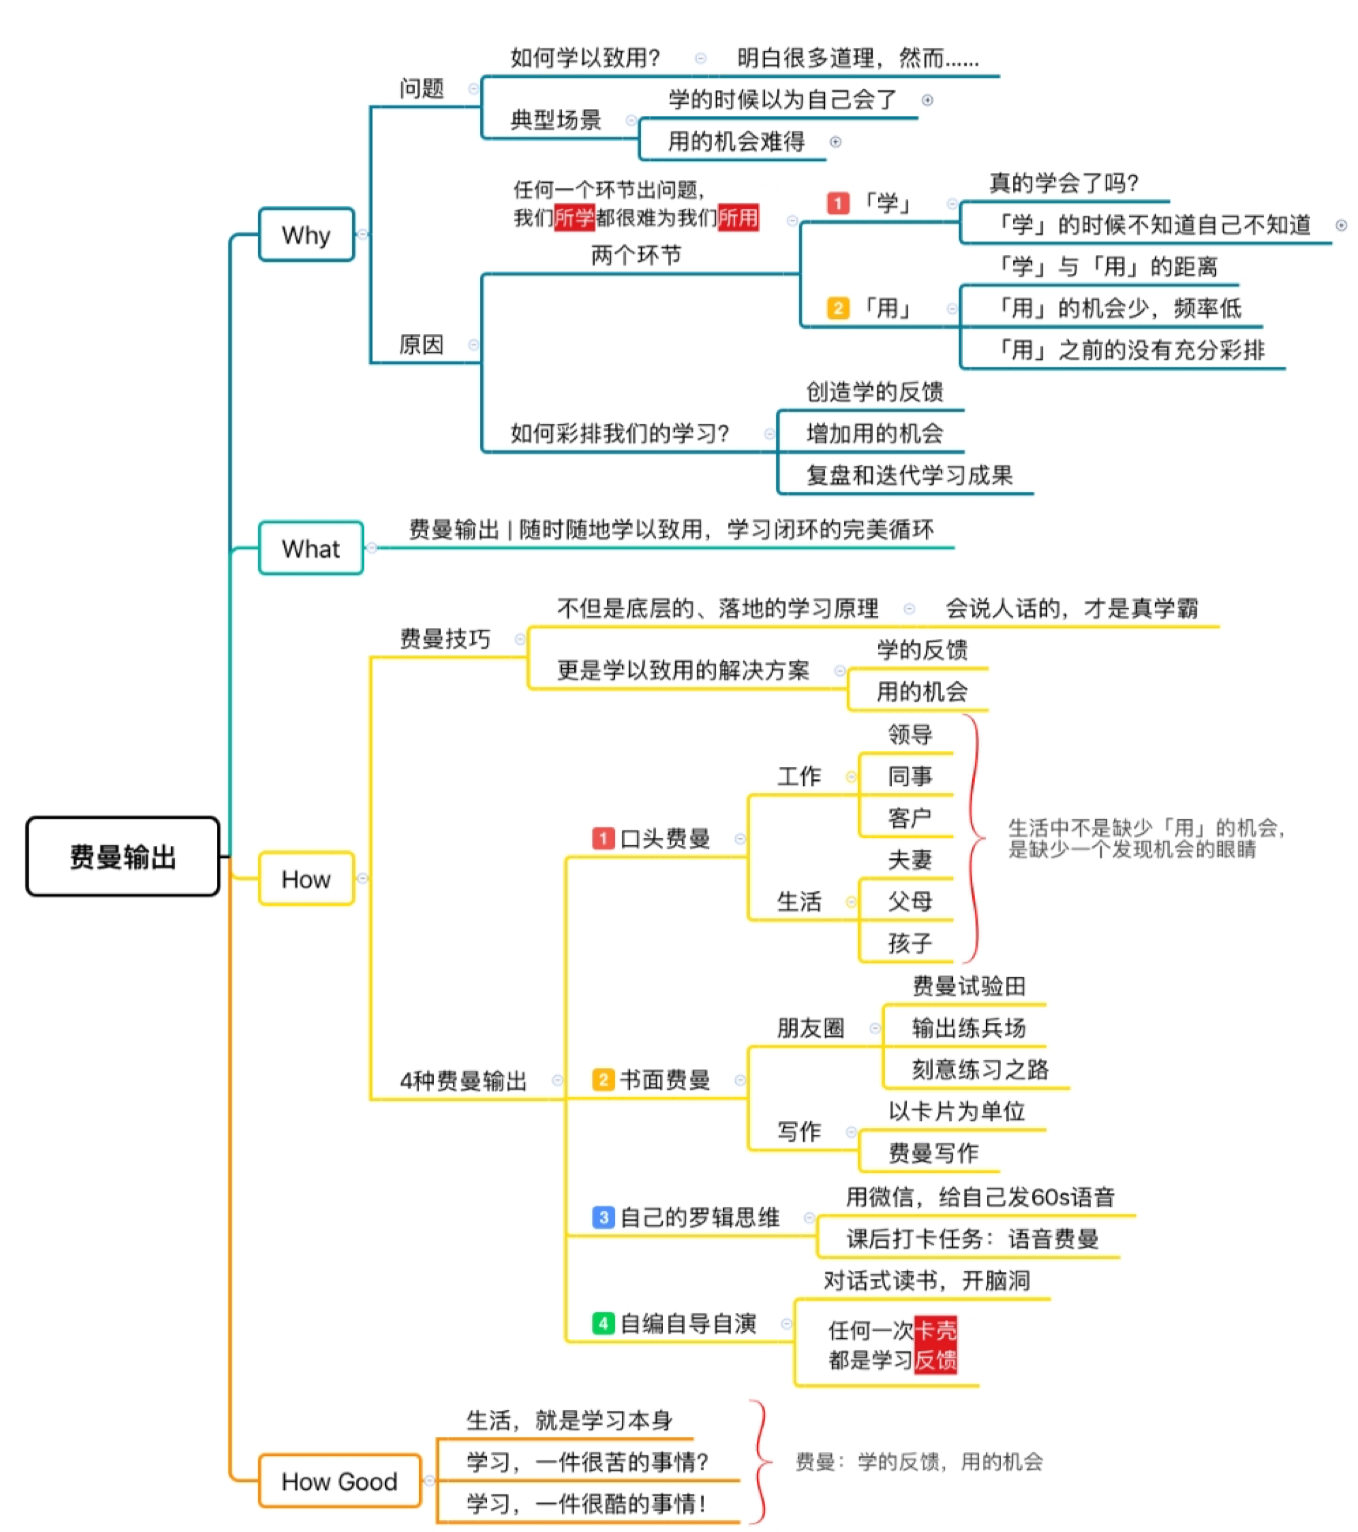 如何学以致用？
明白很多道理，然而……
问题
学的时候以为自己会了
典型场景
用的机会难得
任何一个环节出问题，
我们所学都很难为我们所用
两个环节
1 「学」
真的学会了吗？
「学」的时候不知道自己不知道
2 「用」
「学」与「用」的距离
「用」的机会少，频率低
「用」之前的没有充分彩排
Why
原因
如何彩排我们的学习？
创造学的反馈
增加用的机会
复盘和迭代学习成果
What
费曼输出 | 随时随地学以致用，学习闭环的完美循环
费曼技巧
不但是底层的、落地的学习原理
会说人话的，才是真学霸
更是学以致用的解决方案
学的反馈
用的机会
费曼输出
How
4种费曼输出
1 口头费曼
工作
领导
同事
客户
生活
夫妻
父母
孩子
生活中不是缺少「用」的机会，
是缺少一个发现机会的眼睛
2 书面费曼
朋友圈
费曼试验田
输出练兵场
刻意练习之路
写作
以卡片为单位
费曼写作
3 自己的罗辑思维
用微信，给自己发60s语音
课后打卡任务：语音费曼
4 自编自导自演
对话式读书，开脑洞
任何一次卡壳
都是学习反馈
How Good
生活，就是学习本身
学习，一件很苦的事情？
学习，一件很酷的事情！
费曼：学的反馈，用的机会